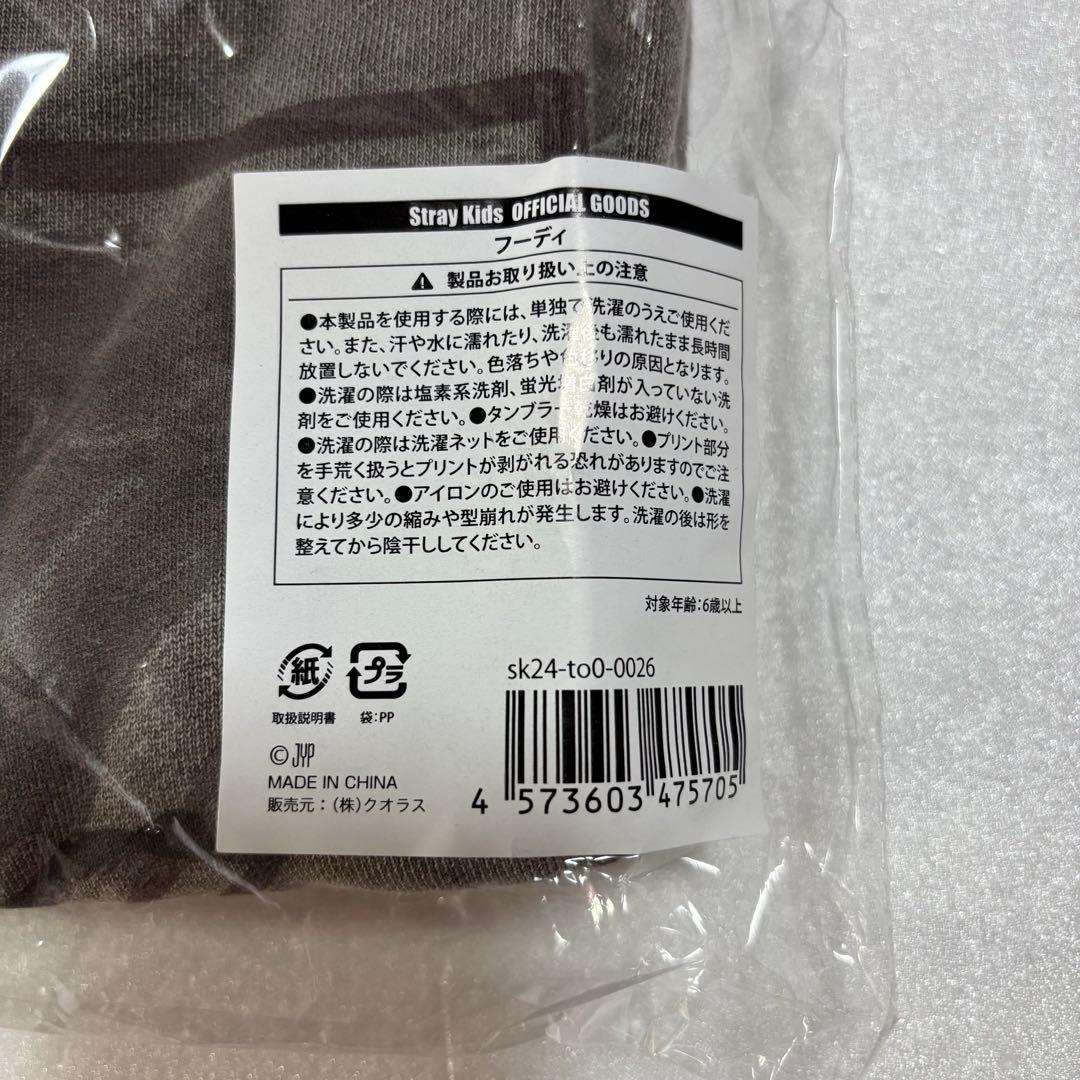 Stray Kids OFFICIAL GOODS
フーディ
製品お取り扱い上の注意
●本製品を使用する際には、単独で洗濯のうえご使用くだ
さい。また、汗や水に濡れたり、洗濯後も濡れたまま長時間
放置しないでください。色落ちや色移りの原因となります。
●洗濯の際は塩素系洗剤、蛍光増白剤が入っていない洗
剤をご使用ください。●タンブラー乾燥はお避けください。
●洗濯の際は洗濯ネットをご使用ください。●プリント部分
を手荒く扱うとプリントが剥がれる恐れがありますのでご注
意ください。●アイロンのご使用はお避けください。●洗濯
により多少の縮みや型崩れが発生します。洗濯の後は形を
整えてから陰干ししてください。
対象年齢:6歳以上
紙 プラ
取扱説明書 袋:PP
sk24-to0-0026
© JYP
MADE IN CHINA
販売元：（株）クオラス
4 573603 475705